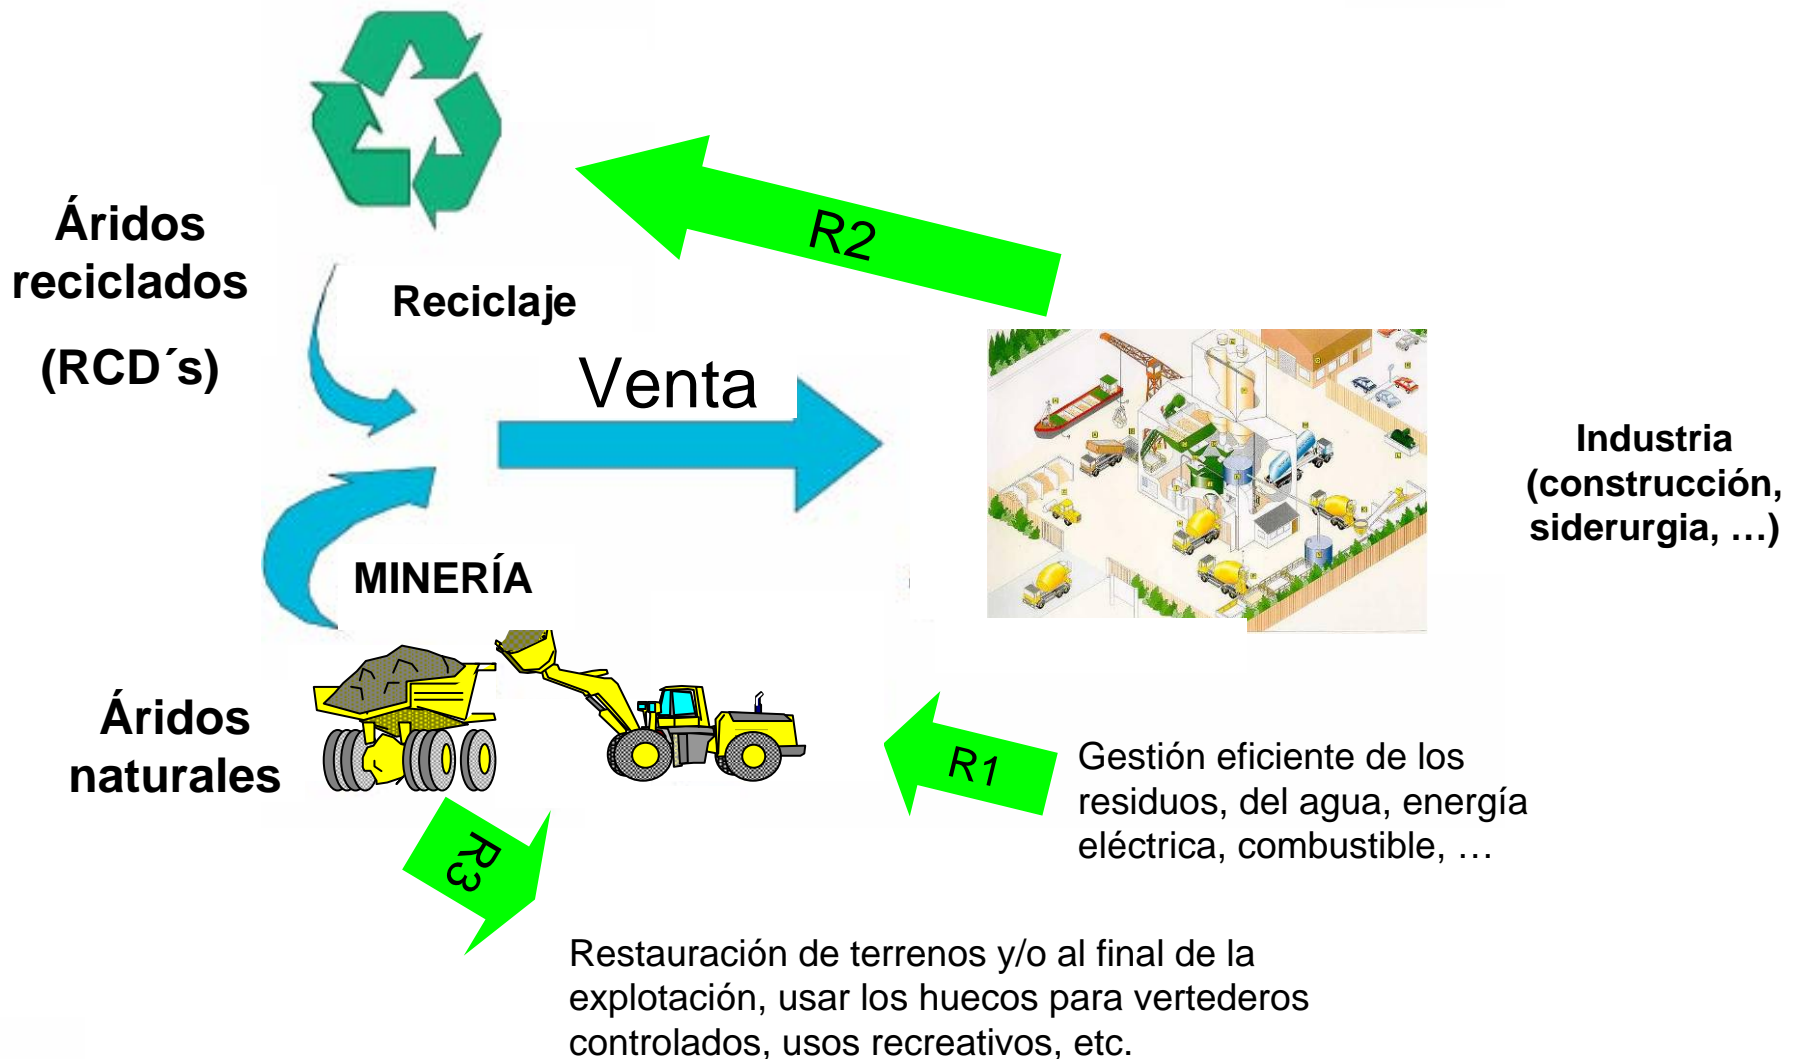 R2
Áridos
reciclados
(RCD´s)
Reciclaje
Venta
Industria
(construcción,
siderurgia, …)
MINERÍA
Áridos
naturales
R1
Gestión eficiente de los
residuos, del agua, energía
eléctrica, combustible, …
R3
Restauración de terrenos y/o al final de la
explotación, usar los huecos para vertederos
controlados, usos recreativos, etc.